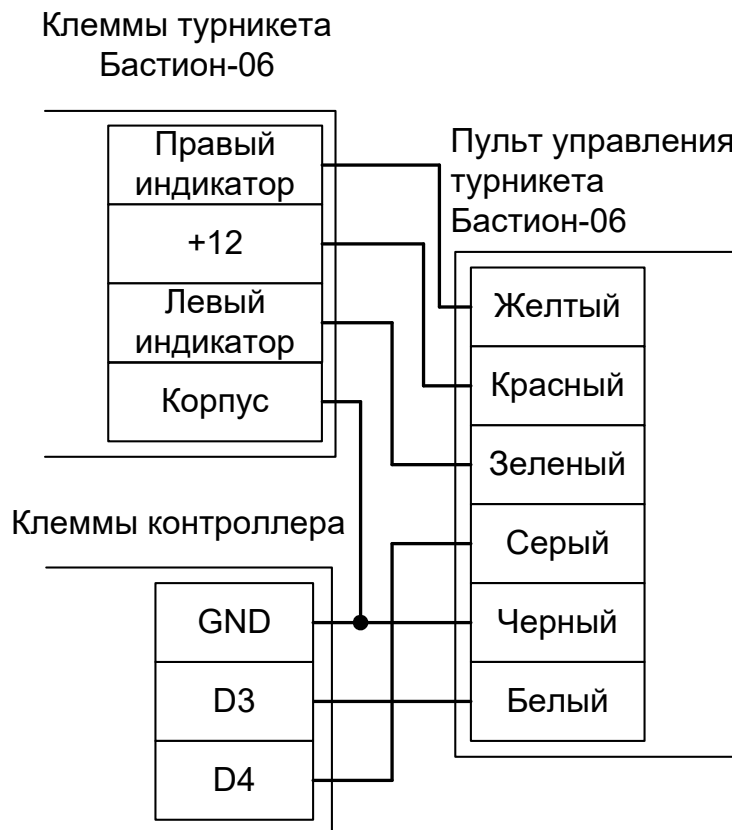 Клеммы турникета
Бастион-06
Правый
индикатор
+12
Левый
индикатор
Корпус
Пульт управления
турникета
Бастион-06
Желтый
Красный
Зеленый
Серый
Черный
Белый
Клеммы контроллера
GND
D3
D4